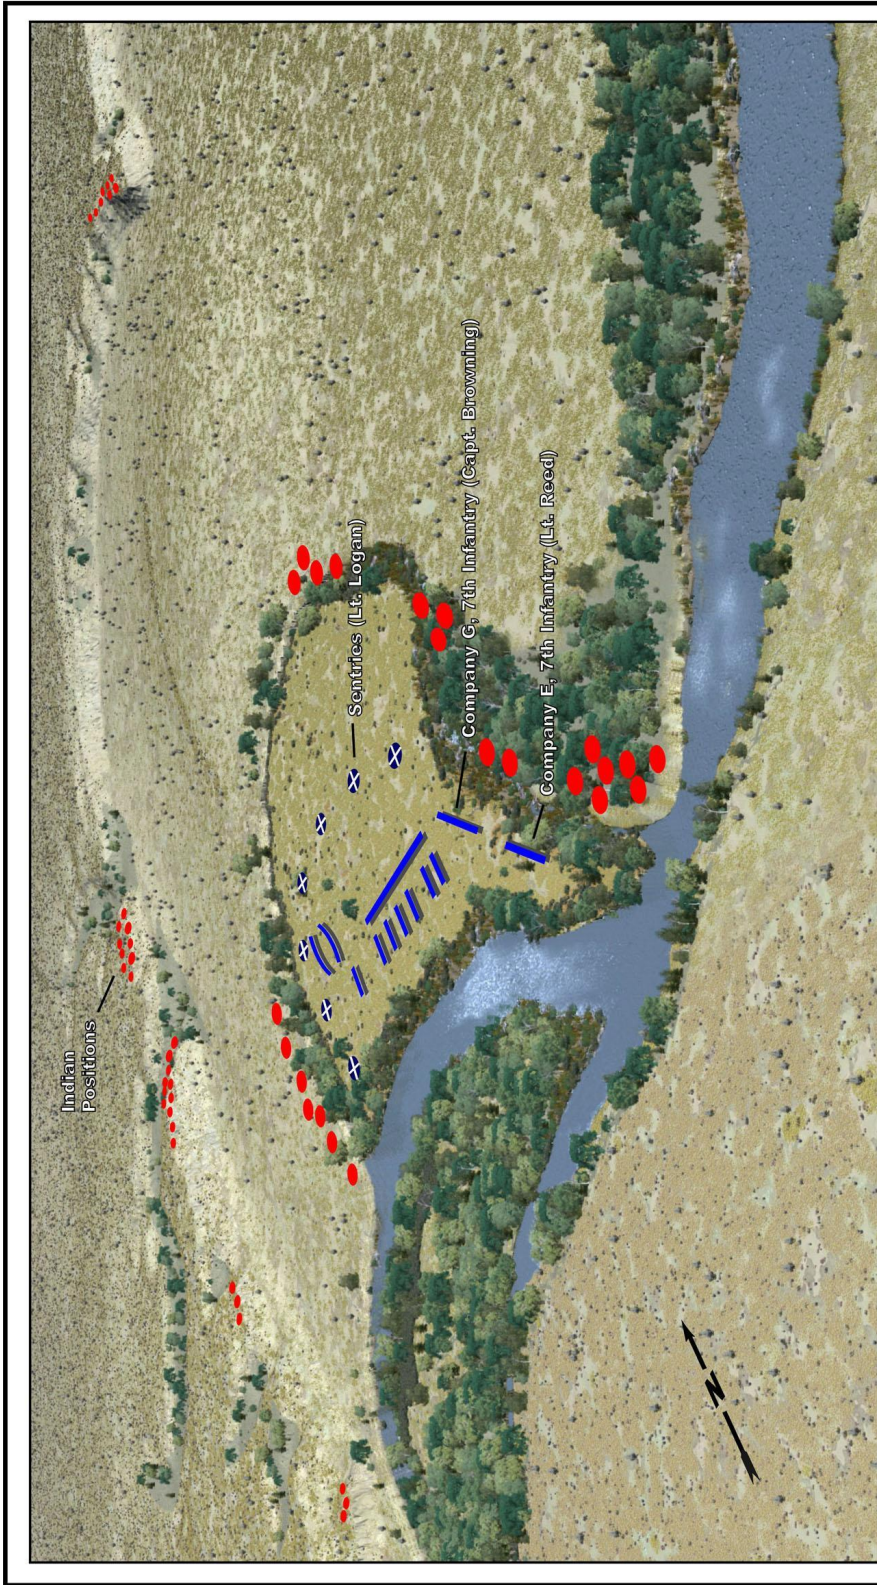 Indian
Positions
Sentries (Lt. Logan)
Company G, 7th Infantry (Capt. Browning)
Company E, 7th Infantry (Lt. Reed)
N